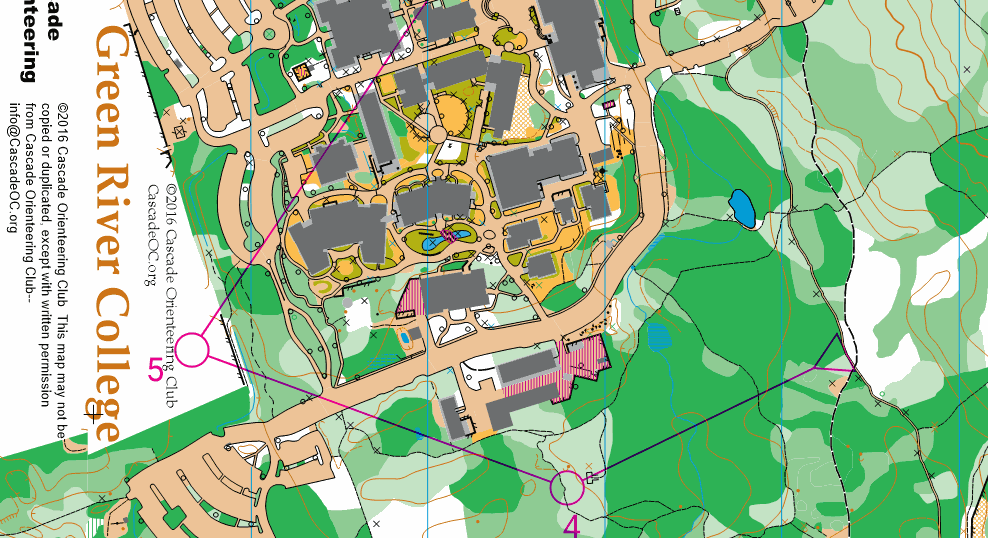 ade
nteering
Green River College
©2016 Cascade Orienteering Club This map may not be
copied or duplicated, except with written permission
from Cascade Orienteering Club--
info@CascadeOC.org
©2016 Cascade Orienteering Club
CascadeOC.org
5
4